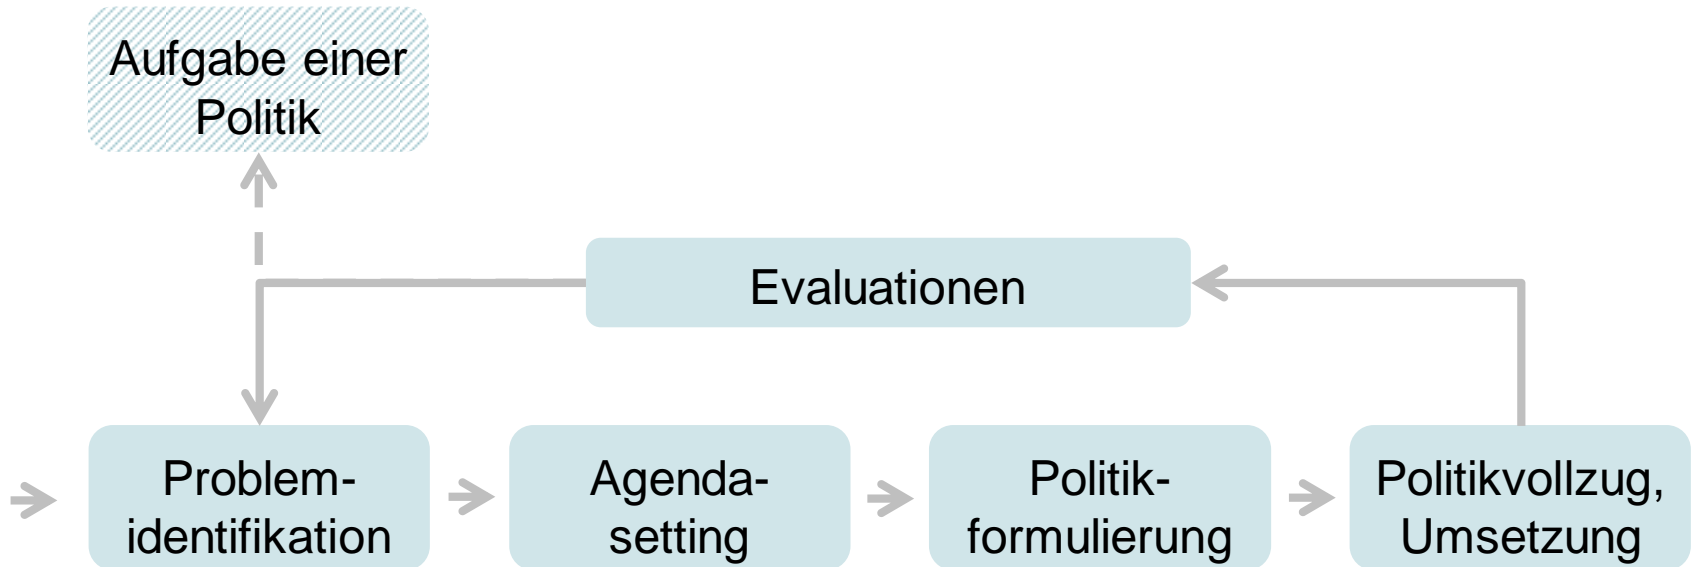 Aufgabe einer
Politik
Evaluationen
Problem-
identifikation
Agenda-
setting
Politik-
formulierung
Politikvollzug,
Umsetzung